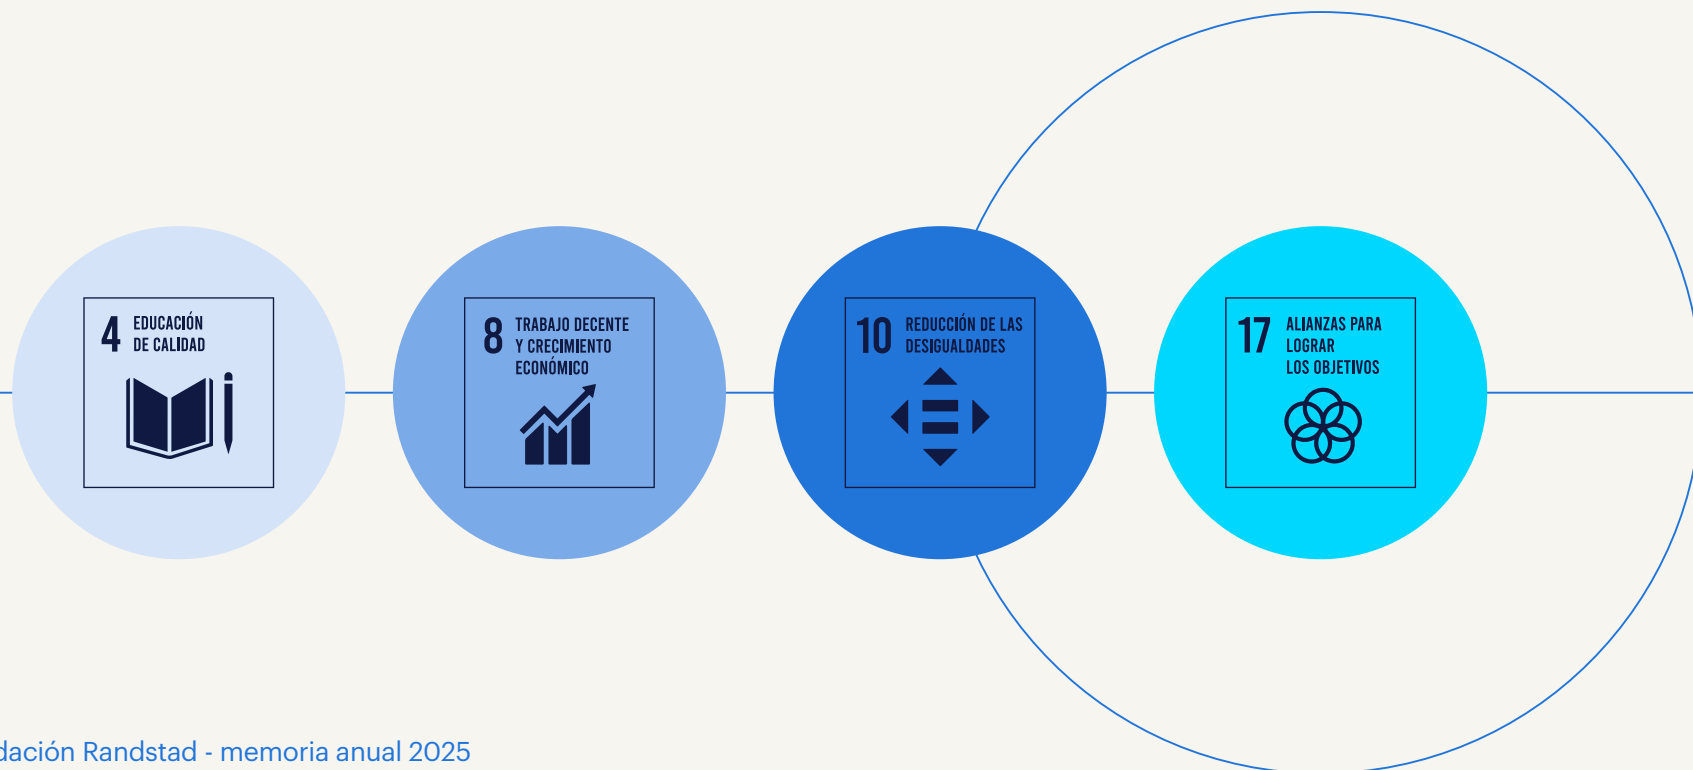 4
EDUCACIÓN
DE CALIDAD
8
TRABAJO DECENTE
Y CRECIMIENTO
ECONÓMICO
10
REDUCCIÓN DE LAS
DESIGUALDADES
17
ALIANZAS PARA
LOGRAR
LOS OBJETIVOS
dación Randstad - memoria anual 2025